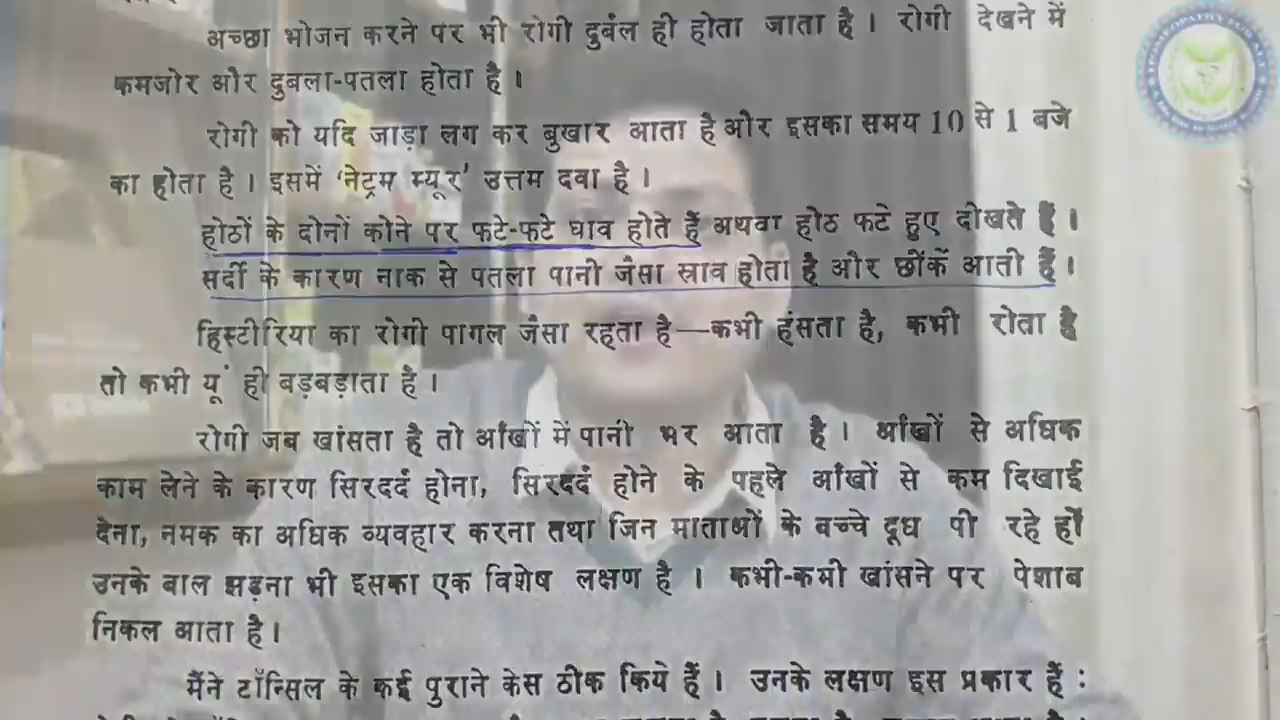 अच्छा भोजन करने पर भी रोगी दुर्बल ही होता जाता है । रोगी देखने में
कमजोर और दुबला-पतला होता है ।
रोगी को यदि जाड़ा लग कर बुखार आता है और इसका समय 10 से 1 बजे
का होता है । इसमें ‘नेट्रम म्यूर’ उत्तम दवा है ।
होठों के दोनों कोने पर फटे-फटे घाव होते हैं अथवा होठ फटे हुए दीखते हैं ।
सर्दी के कारण नाक से पतला पानी जैसा स्राव होता है और छींकें आती हैं ।
हिस्टीरिया का रोगी पागल जैसा रहता है—कभी हंसता है, कभी रोता है
तो कभी यूं ही बड़बड़ाता है ।
रोगी जब खांसता है तो आंखों में पानी भर आता है । आंखों से अधिक
काम लेने के कारण सिरदर्द होना, सिरदर्द होने के पहले आंखों से कम दिखाई
देना, नमक का अधिक व्यवहार करना तथा जिन माताओं के बच्चे दूध पी रहे हों
उनके बाल झड़ना भी इसका एक विशेष लक्षण है । कभी-कभी खांसने पर पेशाब
निकल आता है ।
मैंने टॉन्सिल के कई पुराने केस ठीक किये हैं । उनके लक्षण इस प्रकार हैं :